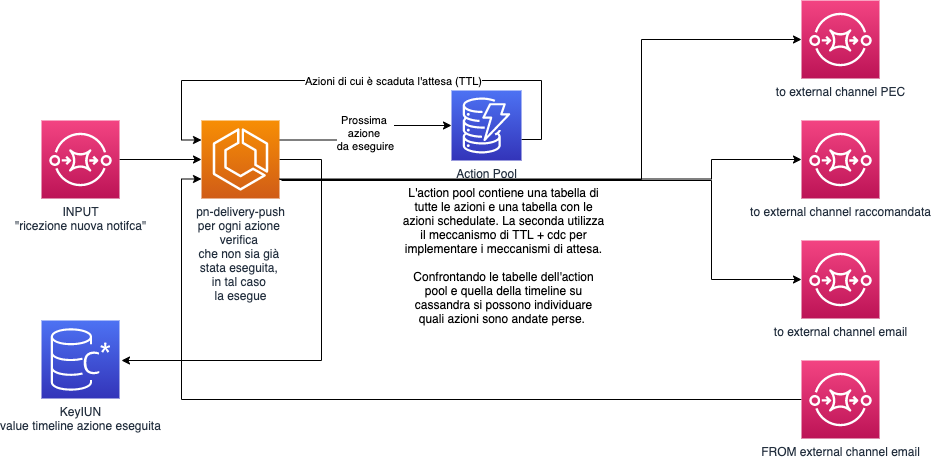 to external channel PEC
Azioni di cui è scaduta l'attesa (TTL)
Prossima
azione
da eseguire
Action Pool
INPUT
"ricezione nuova notifca"
pn-delivery-push
per ogni azione
verifica
che non sia già
stata eseguita,
in tal caso
la esegue
L'action pool contiene una tabella di
tutte le azioni e una tabella con le
azioni schedulate. La seconda utilizza
il meccanismo di TTL + cdc per
implementare i meccanismi di attesa.
Confrontando le tabelle dell'action
pool e quella della timeline su
cassandra si possono individuare
quali azioni sono andate perse.
to external channel raccomandata
to external channel email
C*
KeyIUN
value timeline azione eseguita
FROM external channel email